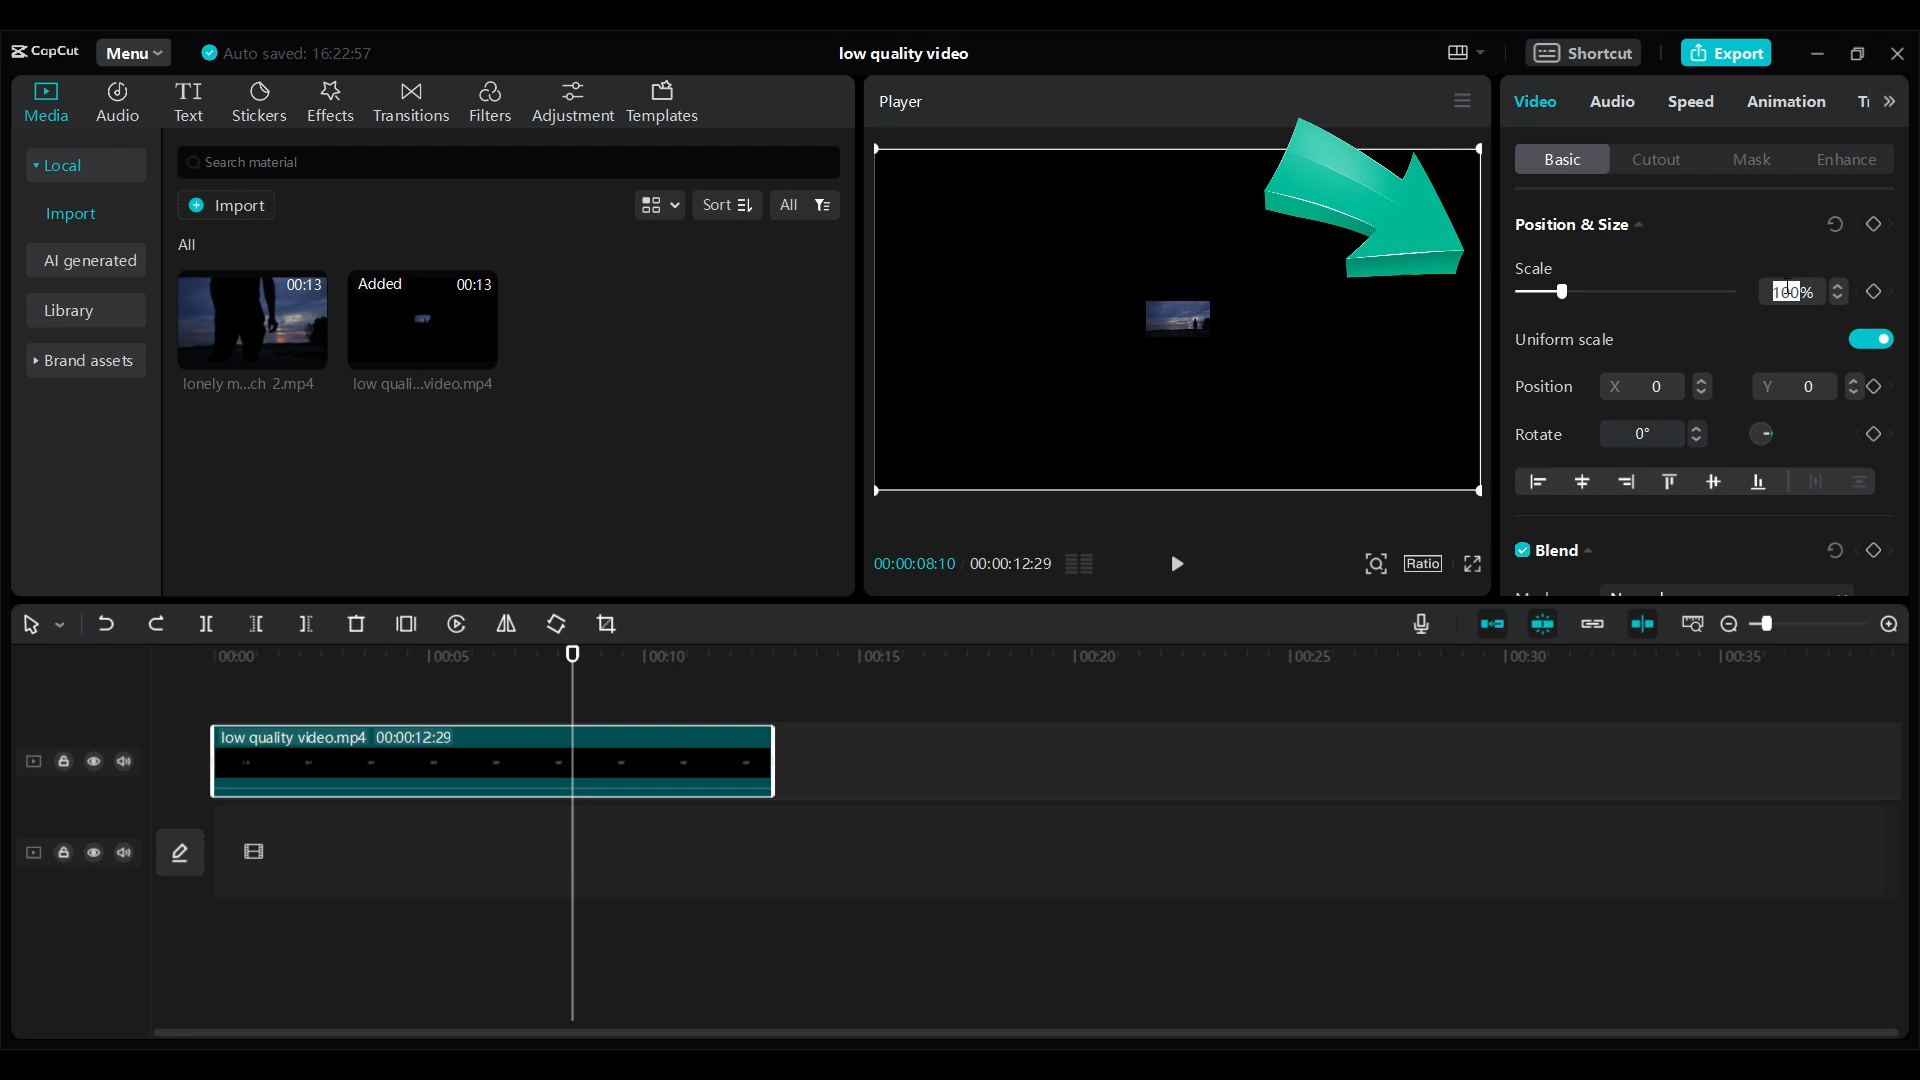 CapCut
Menu
Auto saved: 16:22:57
low quality video
Shortcut
Export
Media
Audio
Text
Stickers
Effects
Transitions
Filters
Adjustment
Templates
Local
Import
AI generated
Library
Brand assets
Search material
Import
Sort
All
All
00:13
lonely m...ch 2.mp4
Added
00:13
low quali...video.mp4
Player
00:00:08:10
00:00:12:29
Ratio
Video
Audio
Speed
Animation
Basic
Cutout
Mask
Enhance
Position & Size
Scale
100%
Uniform scale
Position
X 0
Y 0
Rotate
0°
Blend
00:00
00:05
00:10
00:15
00:20
00:25
00:30
00:35
low quality video.mp4 00:00:12:29